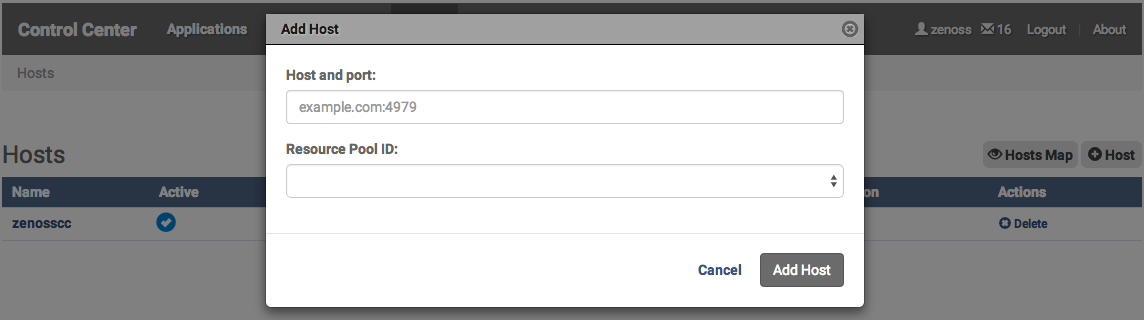 Control Center Applications Add Host zenoss 16 Logout About
Hosts
Host and port:
example.com:4979
Resource Pool ID:
Hosts Hosts Map Host
Name Active on Actions
zenosscc Delete
Cancel Add Host